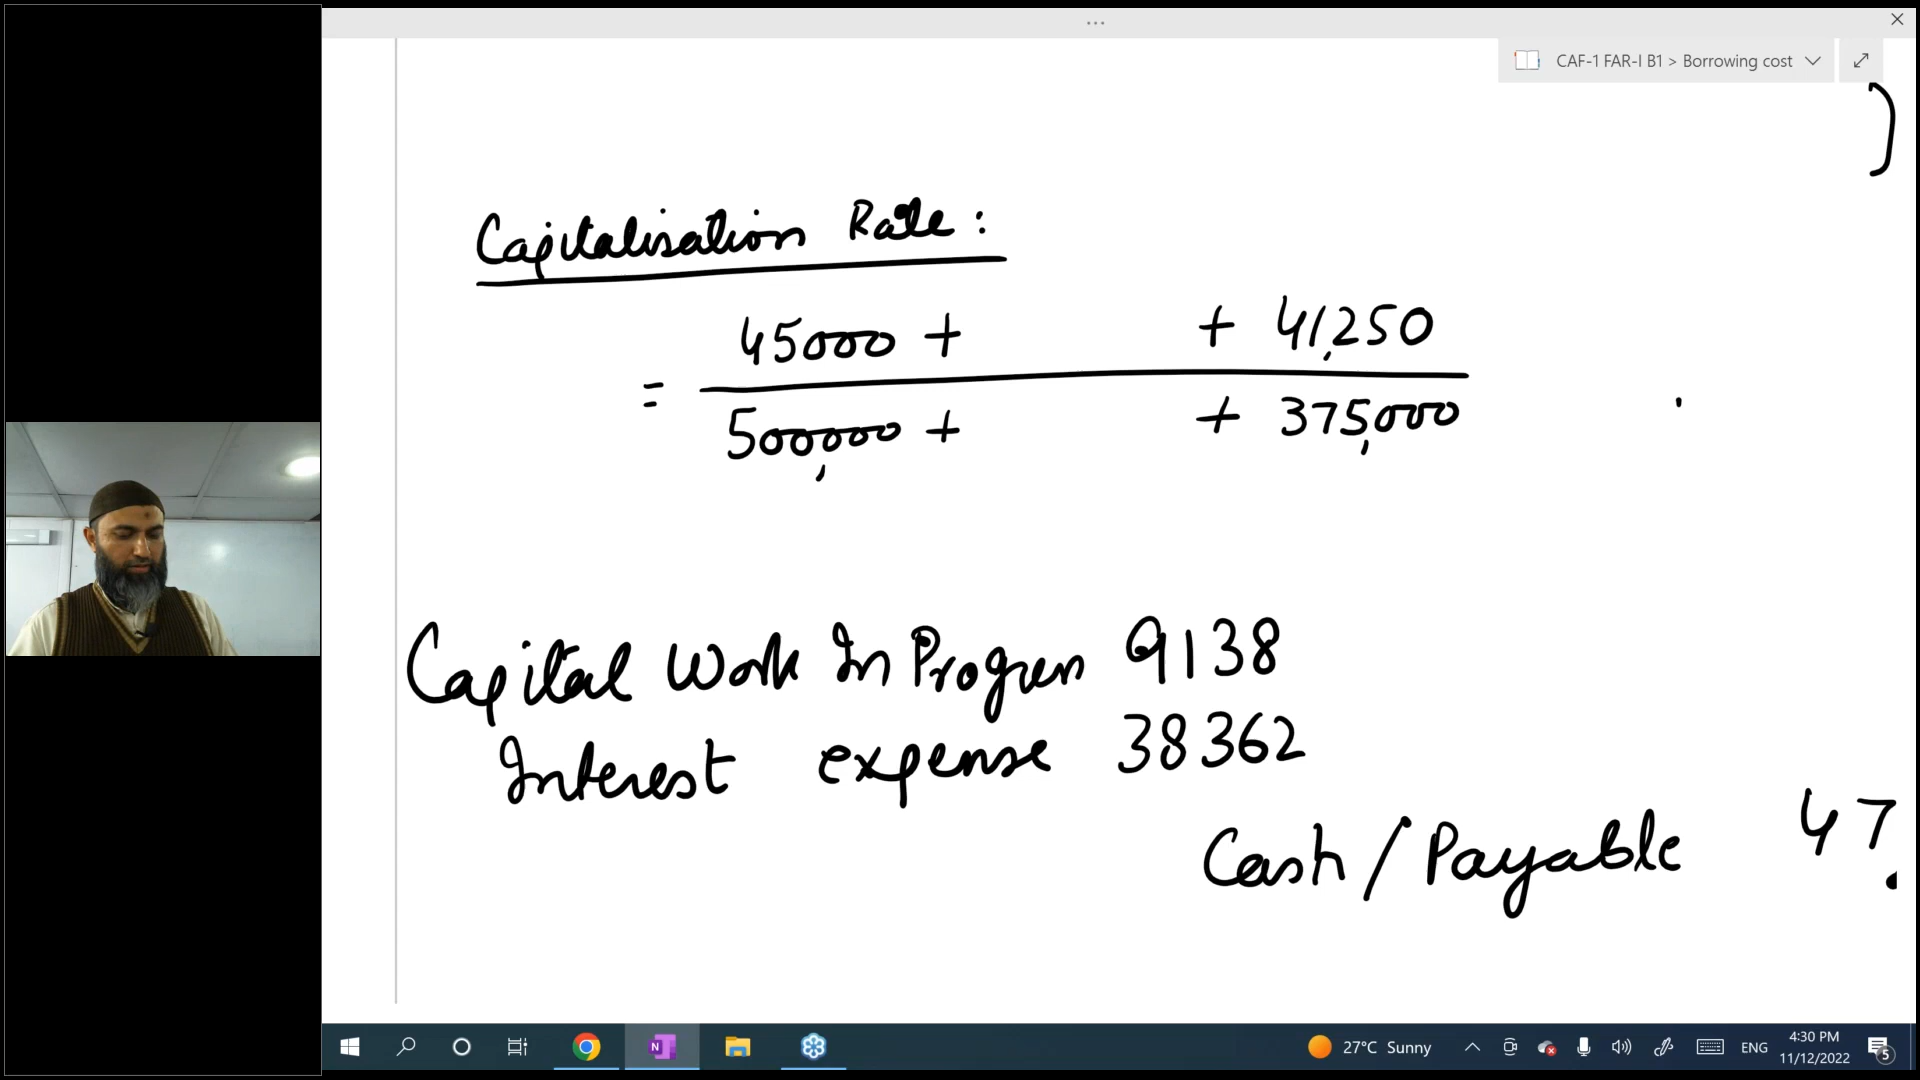 CAF-1 FAR-I B1 > Borrowing cost
)
Capitalisation Rate:
45000 + + 41,250
= 500,000 + + 375,000
Capital Work In Progress 9138
Interest expense 38362
Cash/Payable 47
27°C Sunny
ENG
4:30 PM
11/12/2022
5